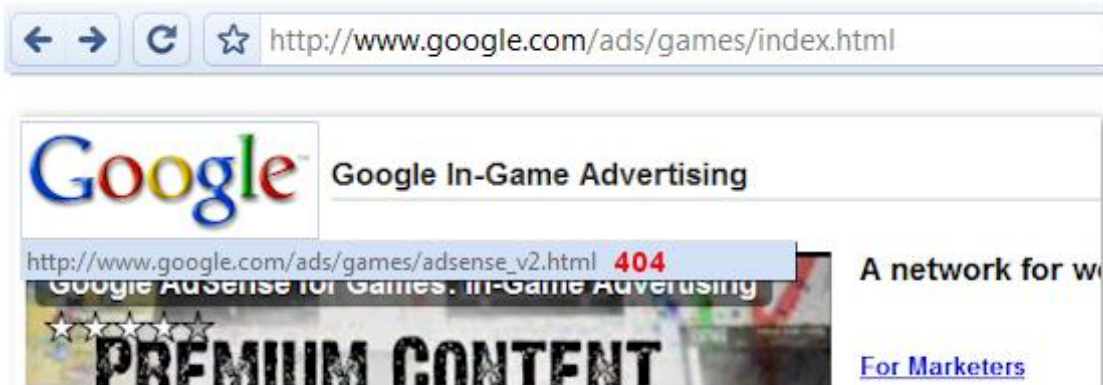 http://www.google.com/ads/games/index.html
Google™
Google In-Game Advertising
http://www.google.com/ads/games/adsense_v2.html 404
Google AdSense for Games: In-Game Advertising
A network for
PREMIUM CONTENT
For Marketers